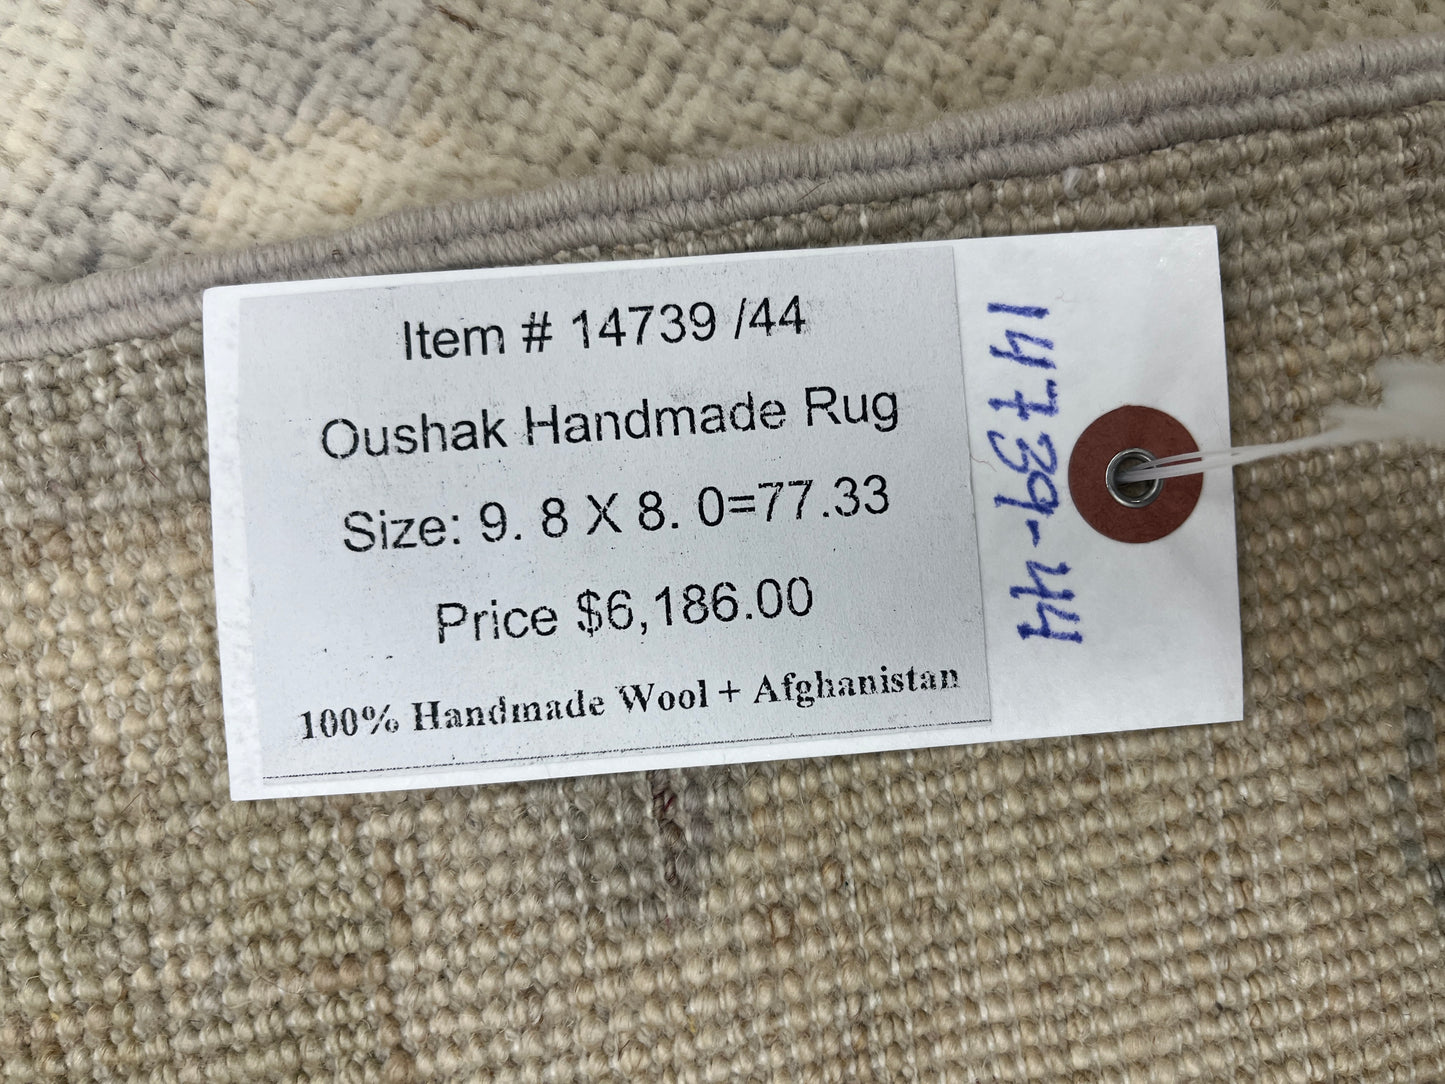 Item # 14739 /44
Oushak Handmade Rug
Size: 9. 8 X 8. 0=77.33
Price $6,186.00
100% Handmade Wool + Afghanistan
14739-44